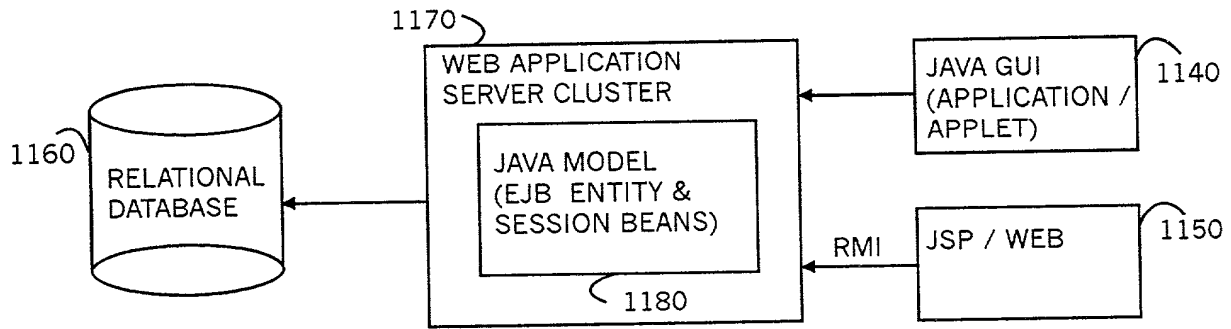 1170
WEB APPLICATION
SERVER CLUSTER
JAVA MODEL
(EJB ENTITY &
SESSION BEANS)
1180
1160
RELATIONAL
DATABASE
JAVA GUI
(APPLICATION /
APPLET)
1140
RMI
JSP / WEB
1150